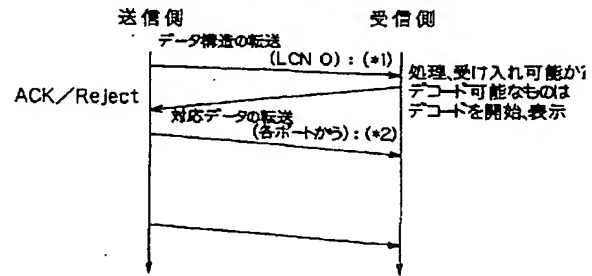 送信側
受信側
データ構造の転送
(LCN 0) : (*1)
処理、受け入れ可能か
デコード可能なものは
デコードを開始、表示
ACK/Reject
対応データの転送
(各ポートから) : (*2)